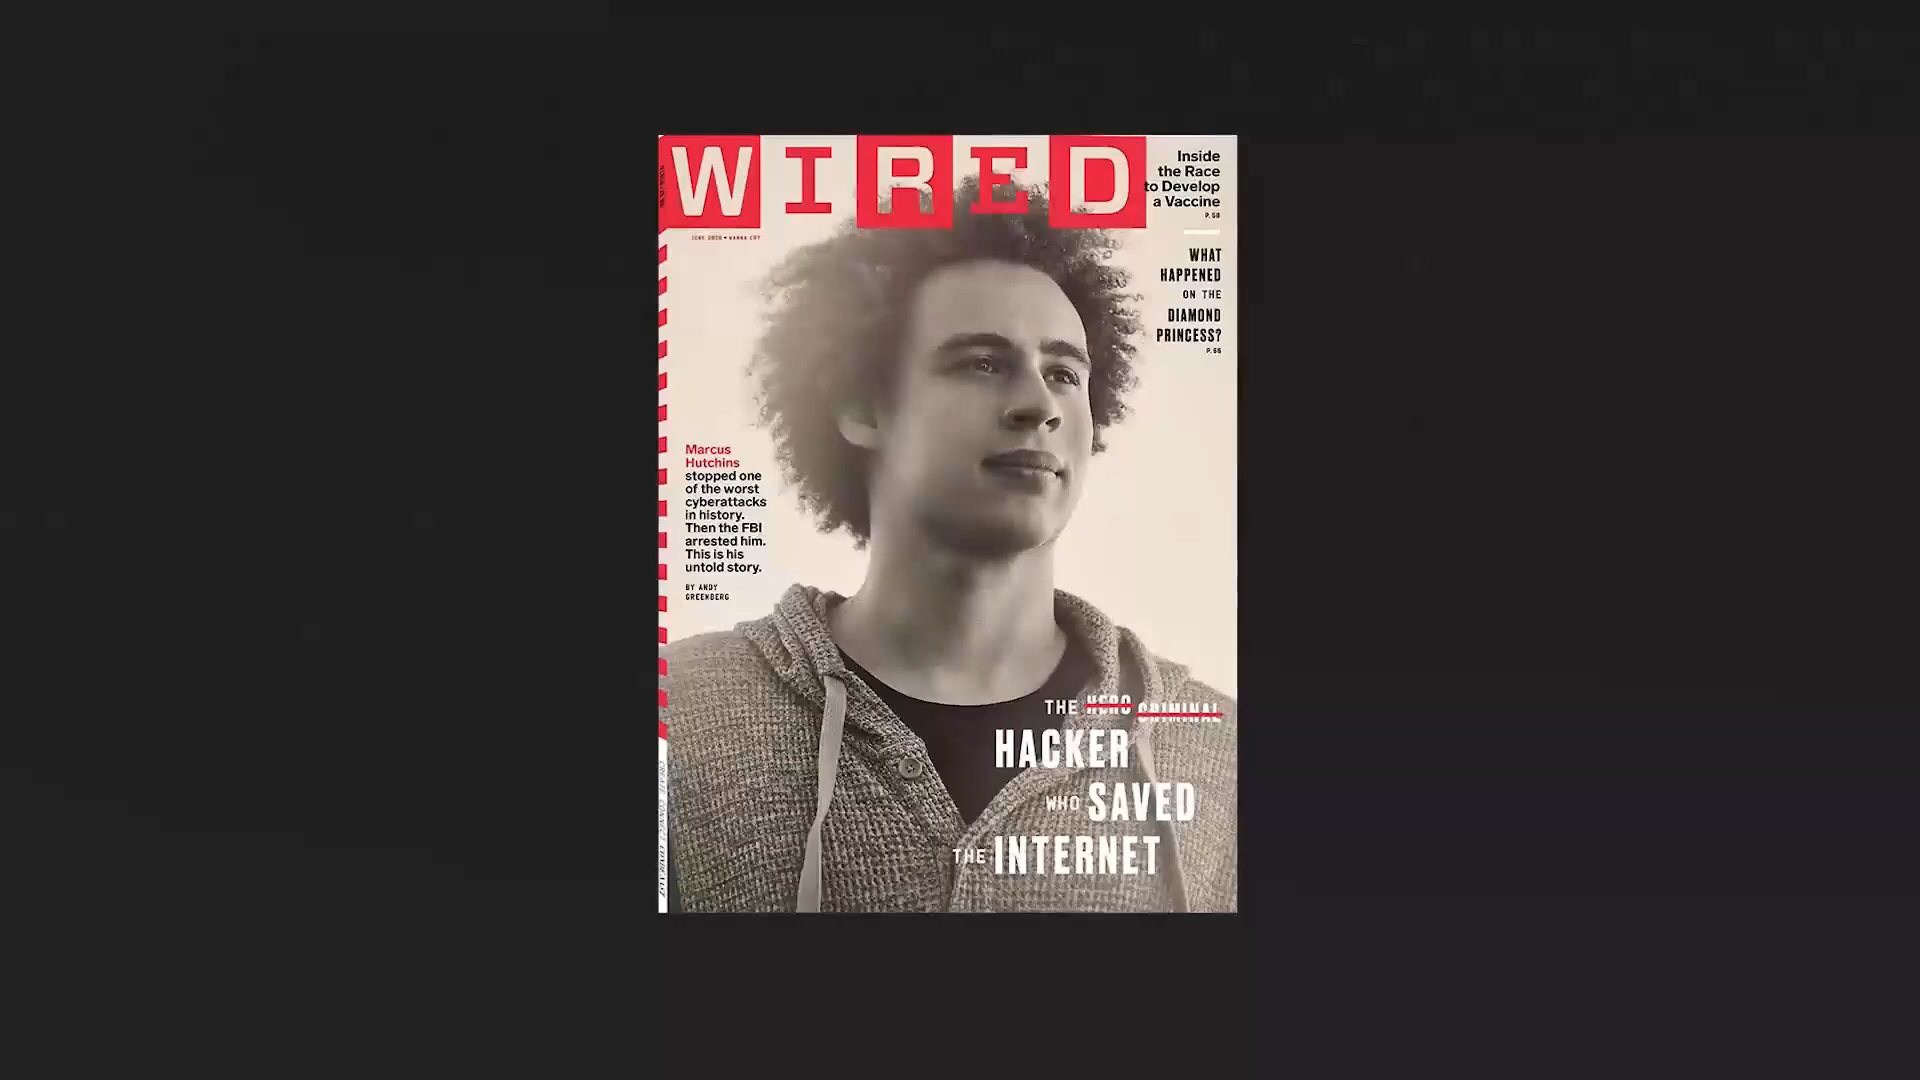 WIRED
Inside
the Race
to Develop
a Vaccine
P.58
WHAT
HAPPENED
ON THE
DIAMOND
PRINCESS?
P.66
Marcus
Hutchins
stopped one
of the worst
cyberattacks
in history.
Then the FBI
arrested him.
This is his
untold story.
BY ANDY
GREENBERG
THE HERO CRIMINAL
HACKER
WHO SAVED
THE INTERNET